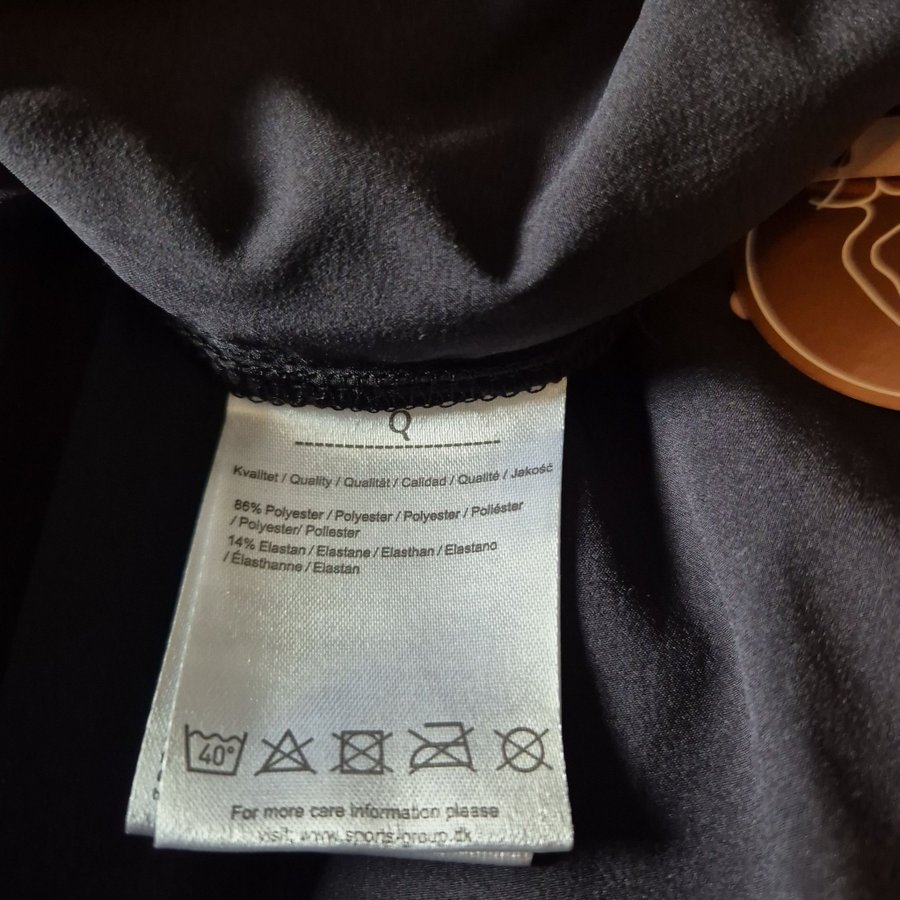 Q
Kvalitet / Quality / Qualität / Calidad / Qualité / Jakość
86% Polyester / Polyester / Polyester / Poliéster
/ Polyester/ Poliester
14% Elastan / Elastane / Elasthan / Elastano
/ Élasthanne / Elastan
40°
For more care information please
visit: www.sports-group.dk